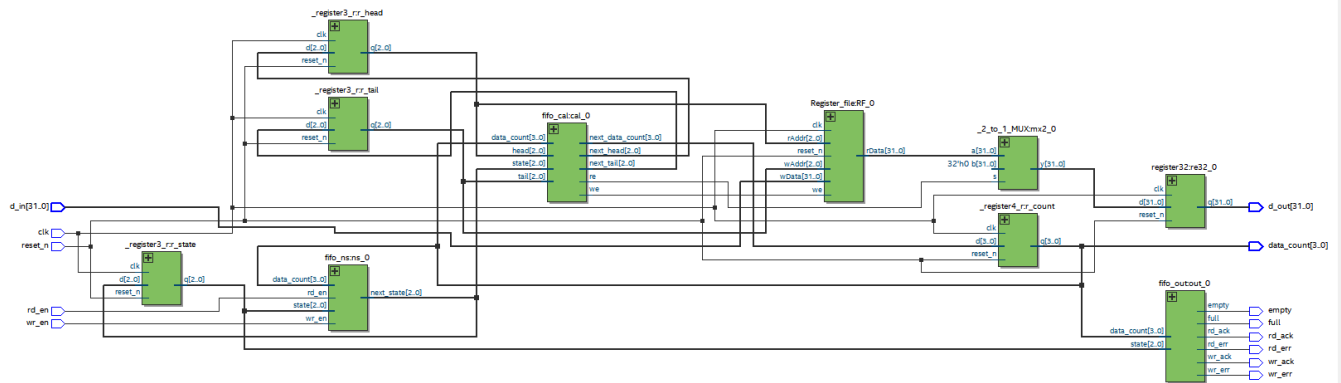 _register3_r:r_head
clk
d[2..0] q[2..0]
reset_n
_register3_r:r_tail
clk
d[2..0] q[2..0]
reset_n
fifo_cal:cal_0
data_count[3..0] next_data_count[3..0]
head[2..0] next_head[2..0]
state[2..0] next_tail[2..0]
tail[2..0] re
we
Register_file:RF_0
clk
rAddr[2..0]
reset_n rData[31..0]
wAddr[2..0]
wData[31..0]
we
_2_to_1_MUX:mx2_0
a[31..0]
32'h0 b[31..0] y[31..0]
s
register32:re32_0
clk
d[31..0] q[31..0]
reset_n
_register4_r:r_count
clk
d[3..0] q[3..0]
reset_n
d_in[31..0]
clk
reset_n
rd_en
wr_en
_register3_r:r_state
clk
d[2..0] q[2..0]
reset_n
fifo_ns:ns_0
data_count[3..0]
rd_en next_state[2..0]
state[2..0]
wr_en
fifo_out:out_0
empty
full
data_count[3..0] rd_ack
state[2..0] rd_err
wr_ack
wr_err
d_out[31..0]
data_count[3..0]
empty
full
rd_ack
rd_err
wr_ack
wr_err